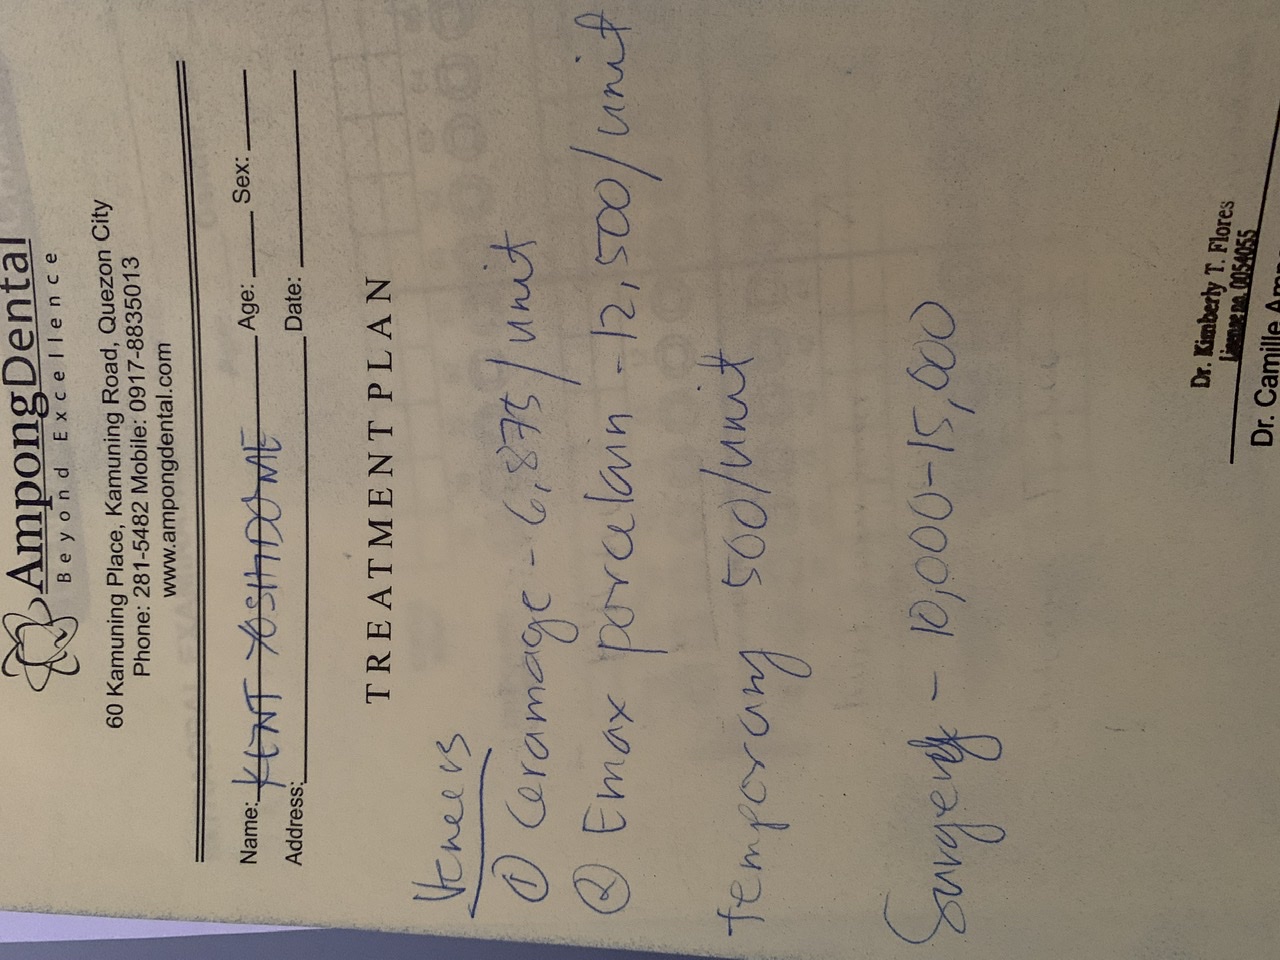 AmpongDental
Beyond Excellence
60 Kamuning Place, Kamuning Road, Quezon City
Phone: 281-5482 Mobile: 0917-8835013
www.ampongdental.com
Name: KENT YOSHIDOME Age: Sex:
Address: Date:
TREATMENT PLAN
Veneers
① Ceramage - 6,875/unit
② Emax porcelain - 12,500/unit
temporary 500/unit
Surgery - 10,000-15,000
Dr. Kimberly T. Flores
License no. 0054055
Dr. Camille